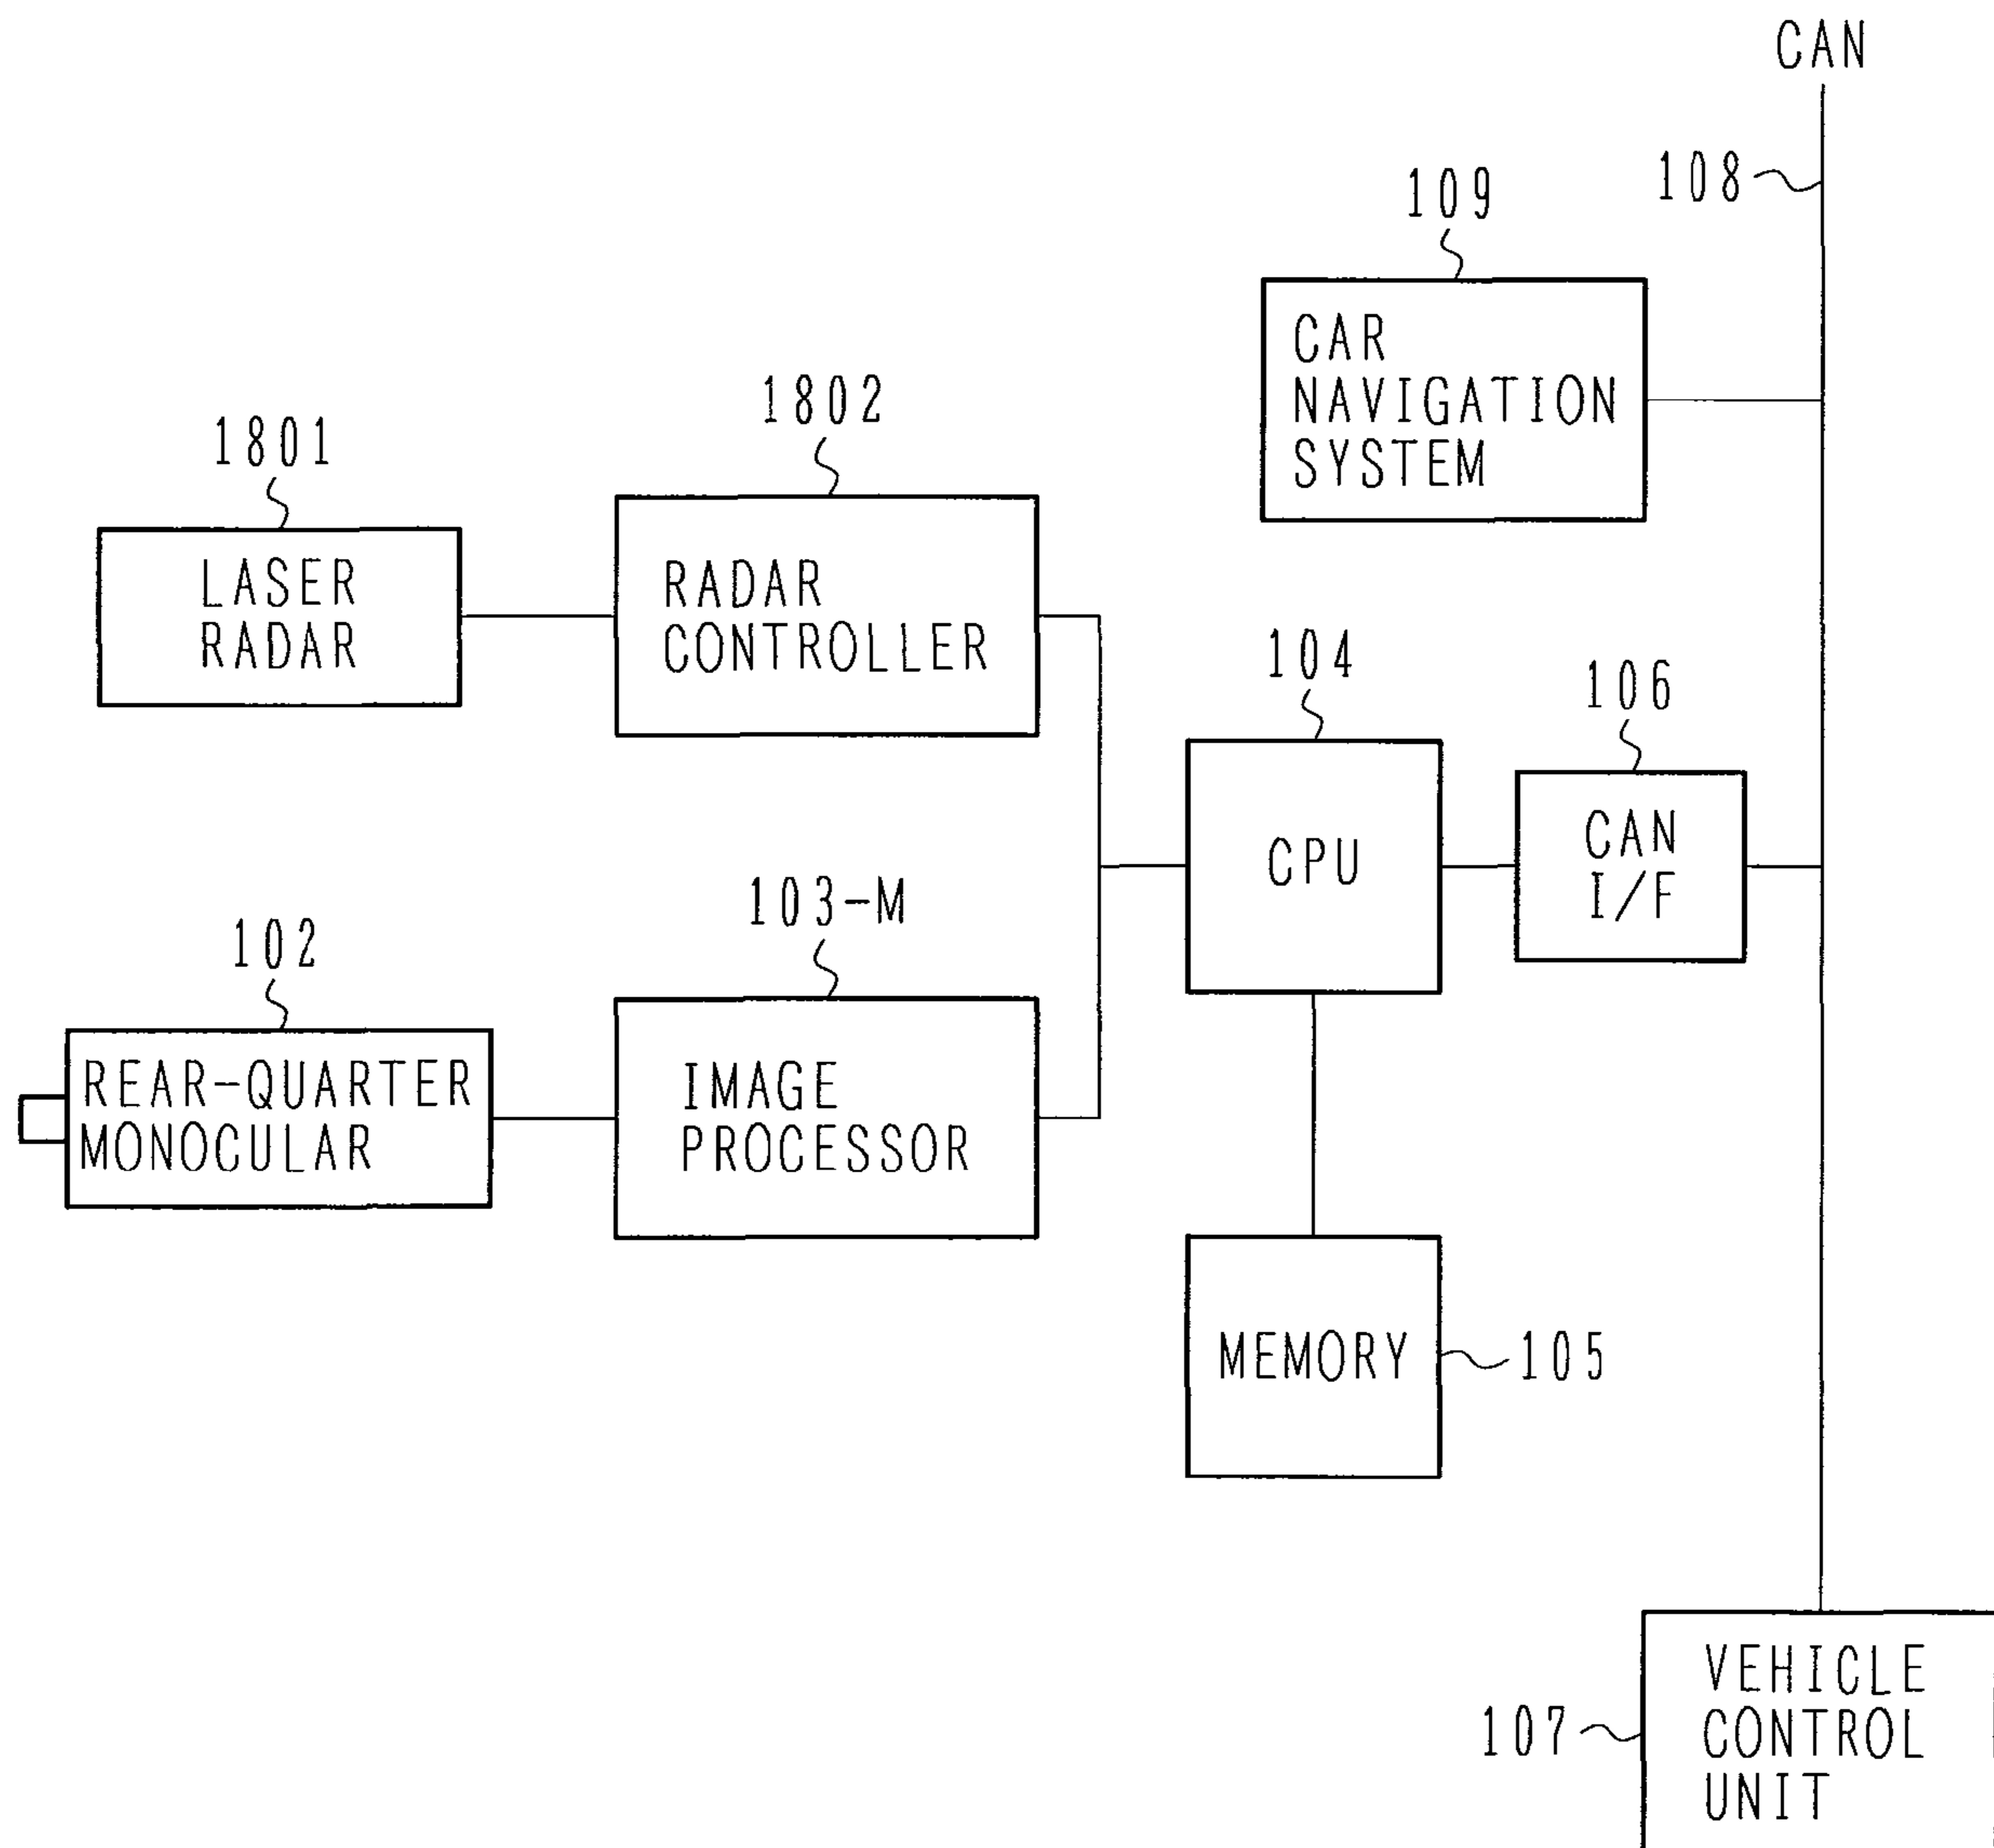 CAN
108
109
CAR
NAVIGATION
SYSTEM
1802
1801
LASER
RADAR
RADAR
CONTROLLER
104
106
CPU
CAN
I/F
103-M
102
REAR-QUARTER
MONOCULAR
IMAGE
PROCESSOR
MEMORY
105
107
VEHICLE
CONTROL
UNIT